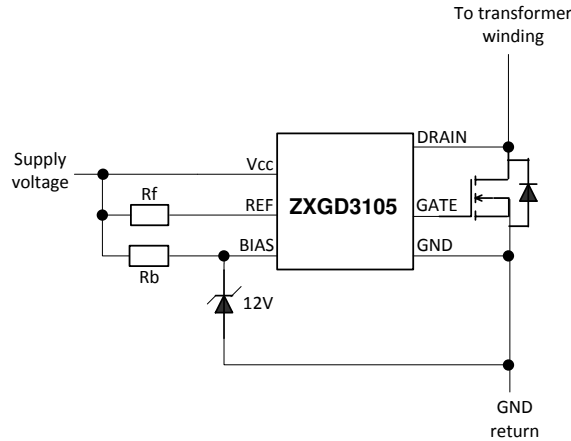 To transformer
winding
DRAIN
Supply
voltage
Vcc
Rf
REF
ZXGD3105
GATE
BIAS
GND
Rb
12V
GND
return